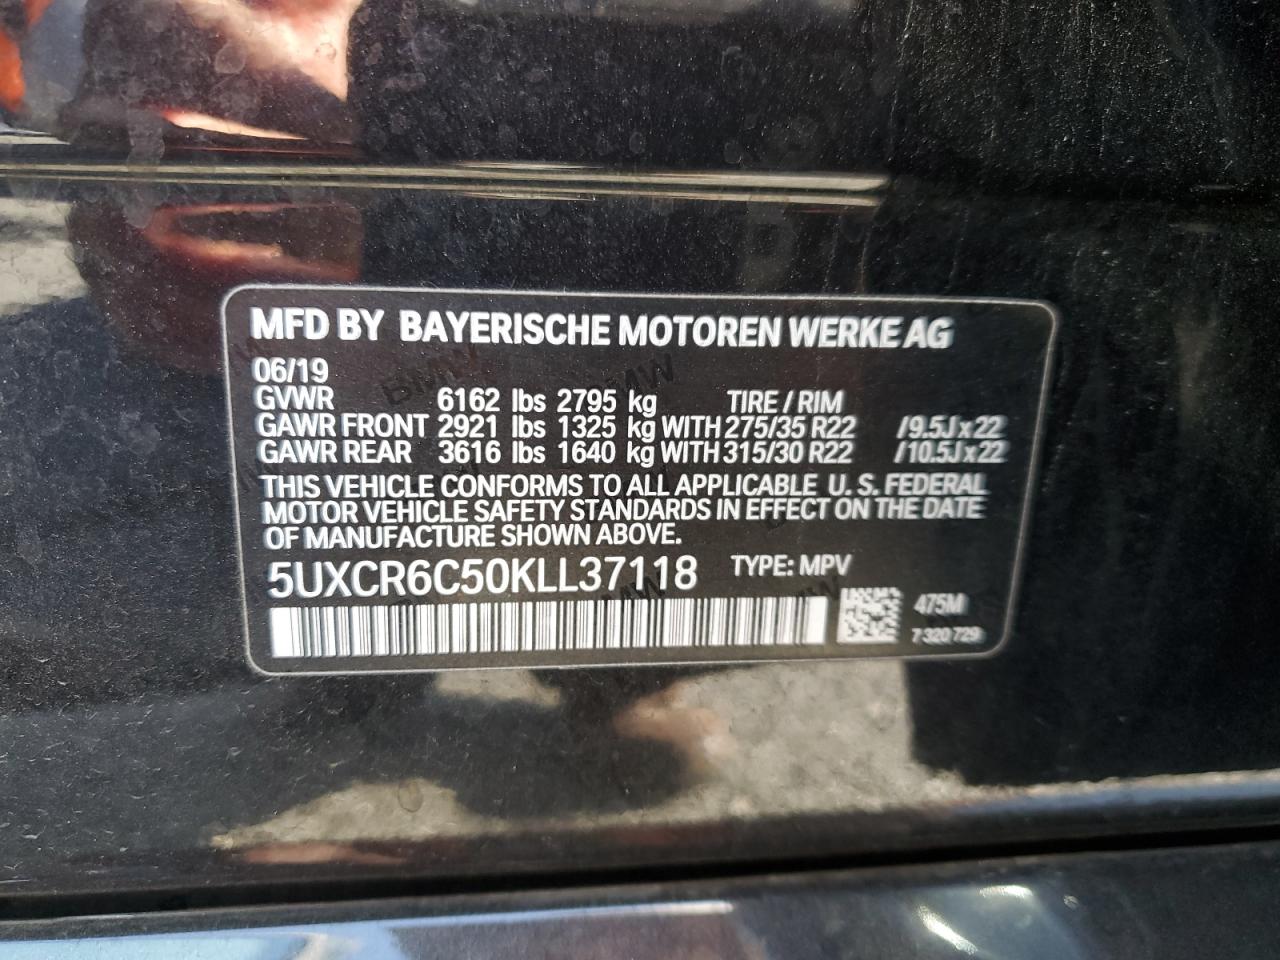 MFD BY BAYERISCHE MOTOREN WERKE AG
06/19
GVWR 6162 lbs 2795 kg TIRE / RIM
GAWR FRONT 2921 lbs 1325 kg WITH 275/35 R22 /9.5J x 22
GAWR REAR 3616 lbs 1640 kg WITH 315/30 R22 /10.5J x 22
THIS VEHICLE CONFORMS TO ALL APPLICABLE U. S. FEDERAL
MOTOR VEHICLE SAFETY STANDARDS IN EFFECT ON THE DATE
OF MANUFACTURE SHOWN ABOVE.
5UXCR6C50KLL37118 TYPE: MPV
475M
7 320 729